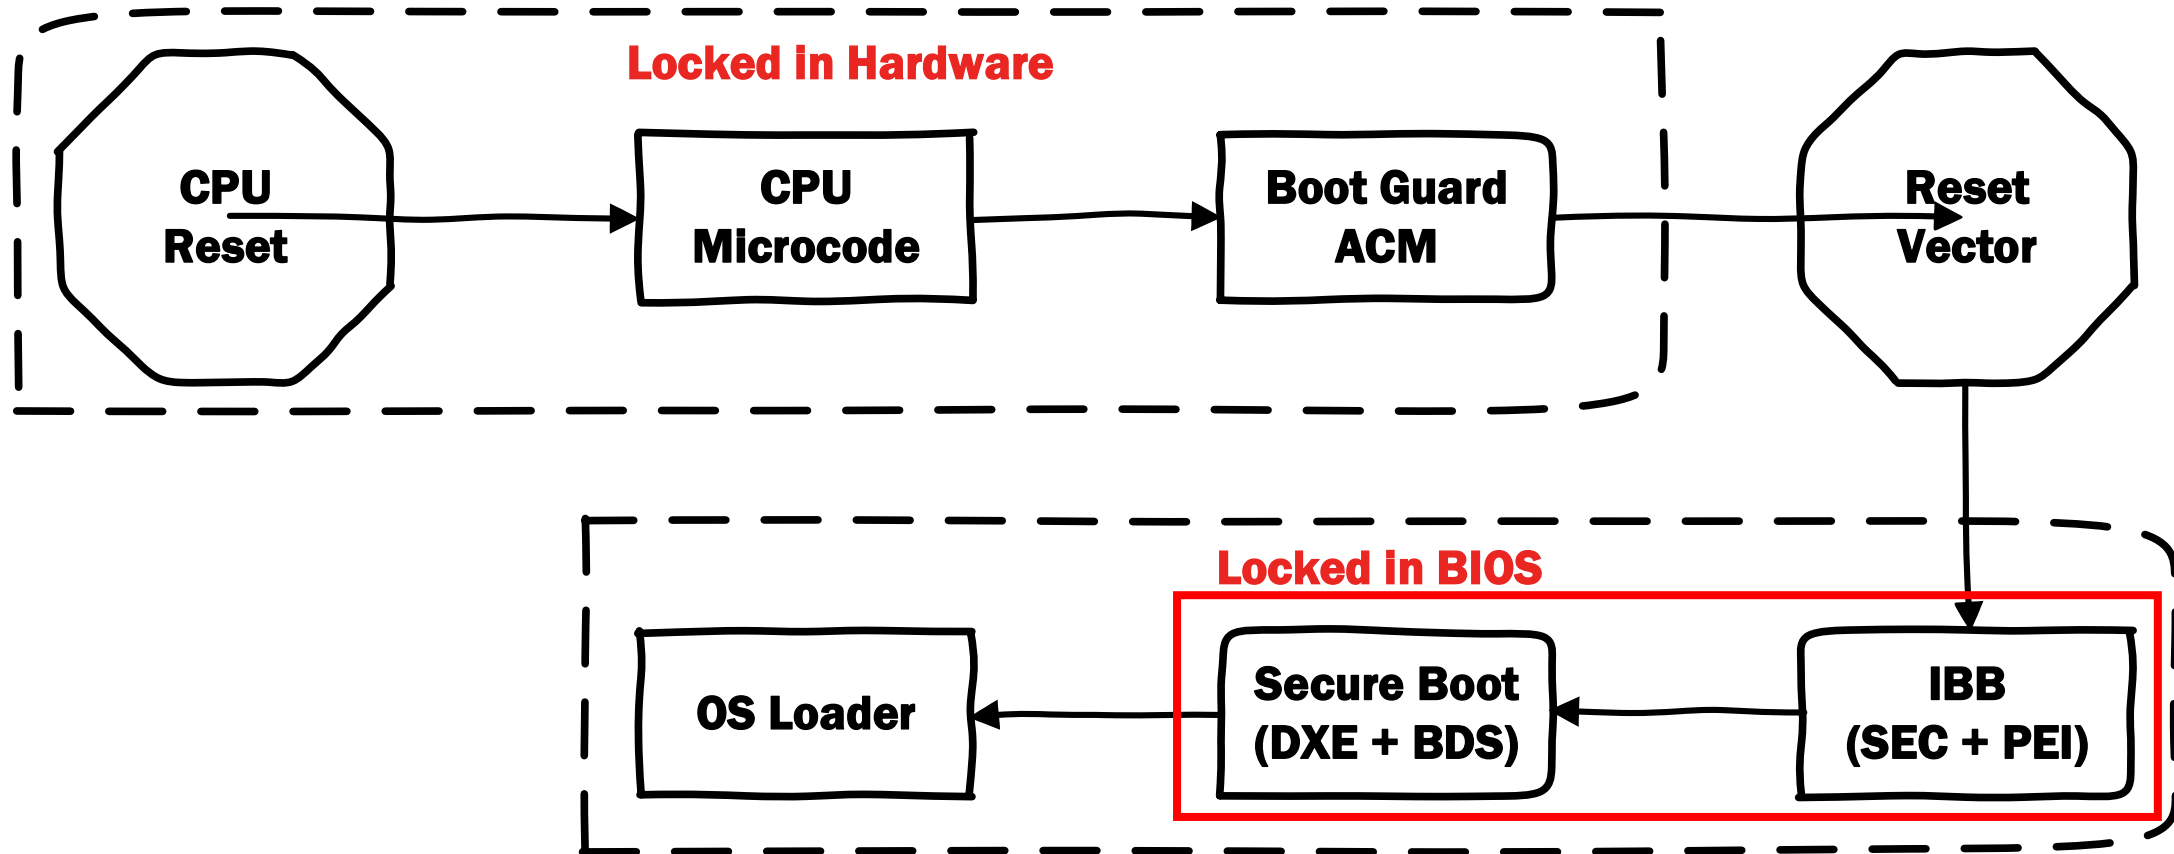 Locked in Hardware
CPU
Reset
CPU
Microcode
Boot Guard
ACM
Reset
Vector
Locked in BIOS
OS Loader
Secure Boot
(DXE + BDS)
IBB
(SEC + PEI)